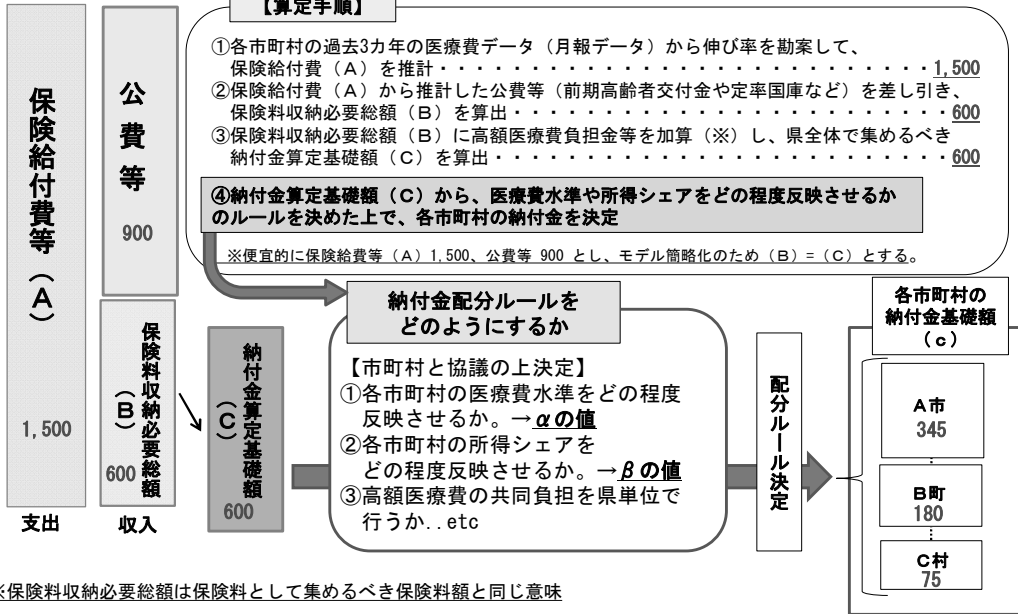 【算定手順】
①各市町村の過去3カ年の医療費データ（月報データ）から伸び率を勘案して、
保険給付費（A）を推計・・・・・・・・・・・・・・・・・・・・・・・・・・・・・1,500
②保険給付費（A）から推計した公費等（前期高齢者交付金や定率国庫など）を差し引き、
保険料収納必要総額（B）を算出・・・・・・・・・・・・・・・・・・・・・・・・・600
③保険料収納必要総額（B）に高額医療費負担金等を加算（※）し、県全体で集めるべき
納付金算定基礎額（C）を算出・・・・・・・・・・・・・・・・・・・・・・・・・・600
④納付金算定基礎額（C）から、医療費水準や所得シェアをどの程度反映させるか
のルールを決めた上で、各市町村の納付金を決定
※便宜的に保険給費等（A）1,500、公費等 900 とし、モデル簡略化のため（B）=（C）とする。
保険給付費等（A）
1,500
支出
公費等
900
保険料収納必要総額
（B）
600
収入
納付金算定基礎額
（C）
600
納付金配分ルールを
どのようにするか
【市町村と協議の上決定】
①各市町村の医療費水準をどの程度
反映させるか。→αの値
②各市町村の所得シェアを
どの程度反映させるか。→βの値
③高額医療費の共同負担を県単位で
行うか..etc
配分ルール決定
各市町村の
納付金基礎額
（c）
A市
345
B町
180
C村
75
※保険料収納必要総額は保険料として集めるべき保険料額と同じ意味